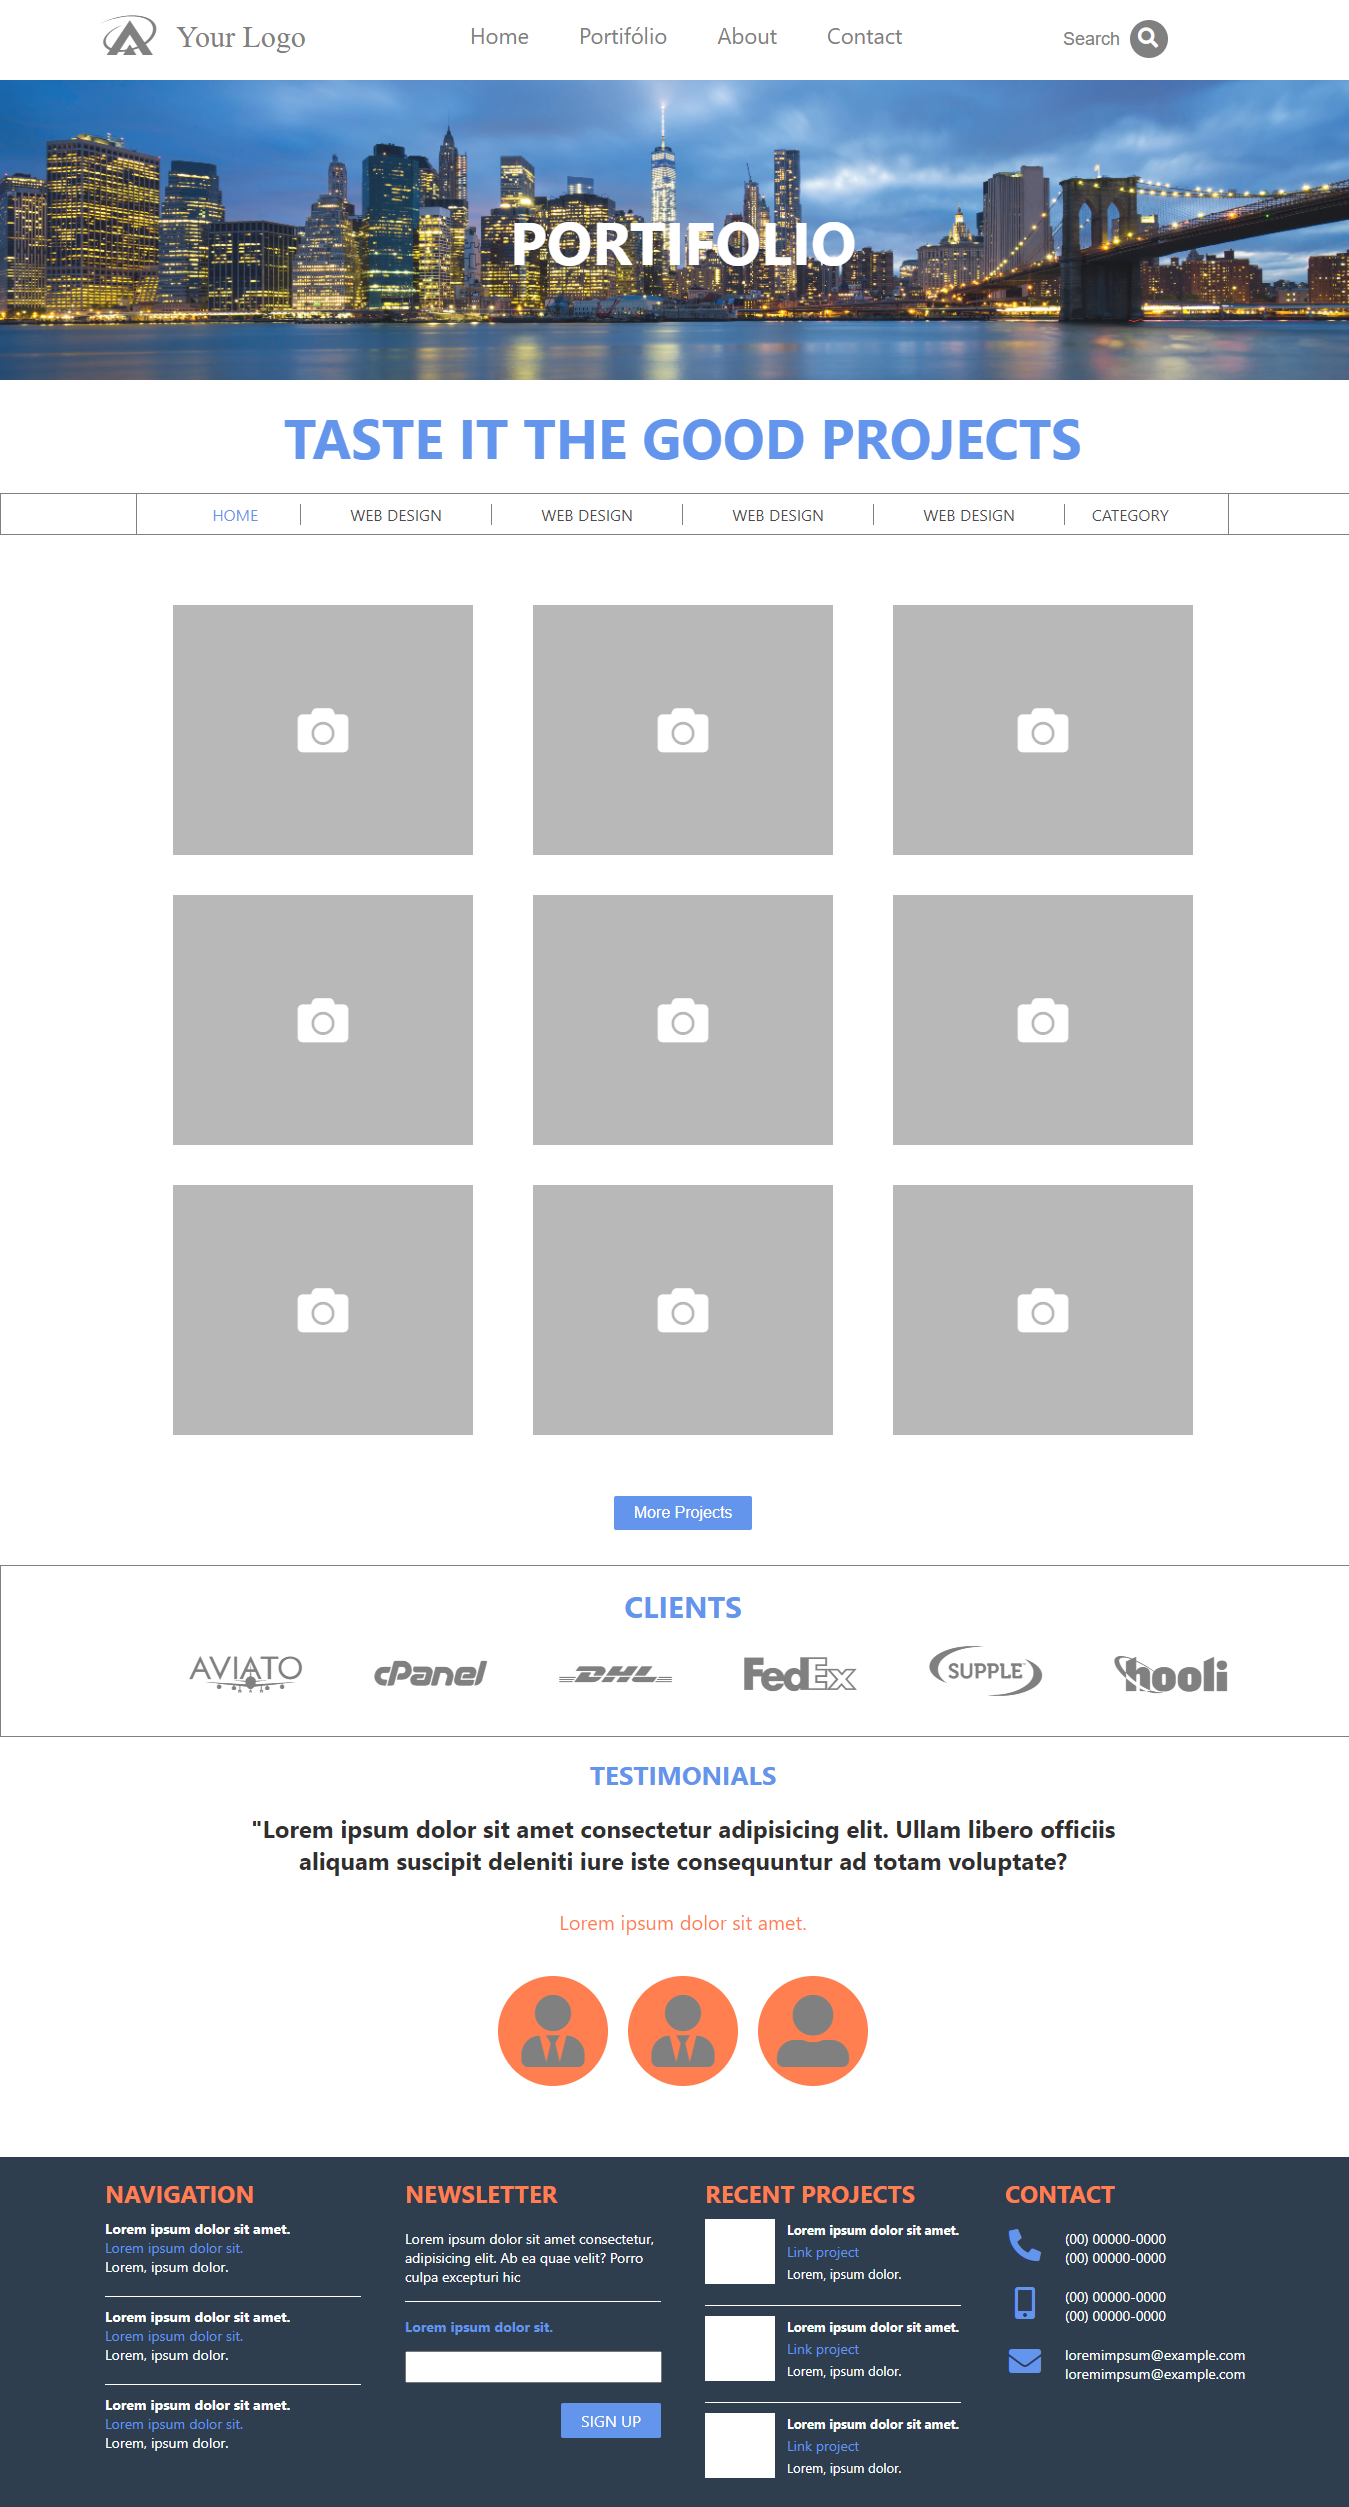 Your Logo
Home Portifólio About Contact
Search
PORTIFOLIO
TASTE IT THE GOOD PROJECTS
HOME WEB DESIGN WEB DESIGN WEB DESIGN WEB DESIGN CATEGORY
More Projects
CLIENTS
AVIATO cPanel DHL FedEx SUPPLE hooli
TESTIMONIALS
"Lorem ipsum dolor sit amet consectetur adipisicing elit. Ullam libero officiis
aliquam suscipit deleniti iure iste consequuntur ad totam voluptate?
Lorem ipsum dolor sit amet.
NAVIGATION
Lorem ipsum dolor sit amet.
Lorem ipsum dolor sit.
Lorem, ipsum dolor.
Lorem ipsum dolor sit amet.
Lorem ipsum dolor sit.
Lorem, ipsum dolor.
Lorem ipsum dolor sit amet.
Lorem ipsum dolor sit.
Lorem, ipsum dolor.
NEWSLETTER
Lorem ipsum dolor sit amet consectetur,
adipisicing elit. Ab ea quae velit? Porro
culpa excepturi hic
Lorem ipsum dolor sit.
SIGN UP
RECENT PROJECTS
Lorem ipsum dolor sit amet.
Link project
Lorem, ipsum dolor.
Lorem ipsum dolor sit amet.
Link project
Lorem, ipsum dolor.
Lorem ipsum dolor sit amet.
Link project
Lorem, ipsum dolor.
CONTACT
(00) 00000-0000
(00) 00000-0000
(00) 00000-0000
(00) 00000-0000
loremimpsum@example.com
loremimpsum@example.com